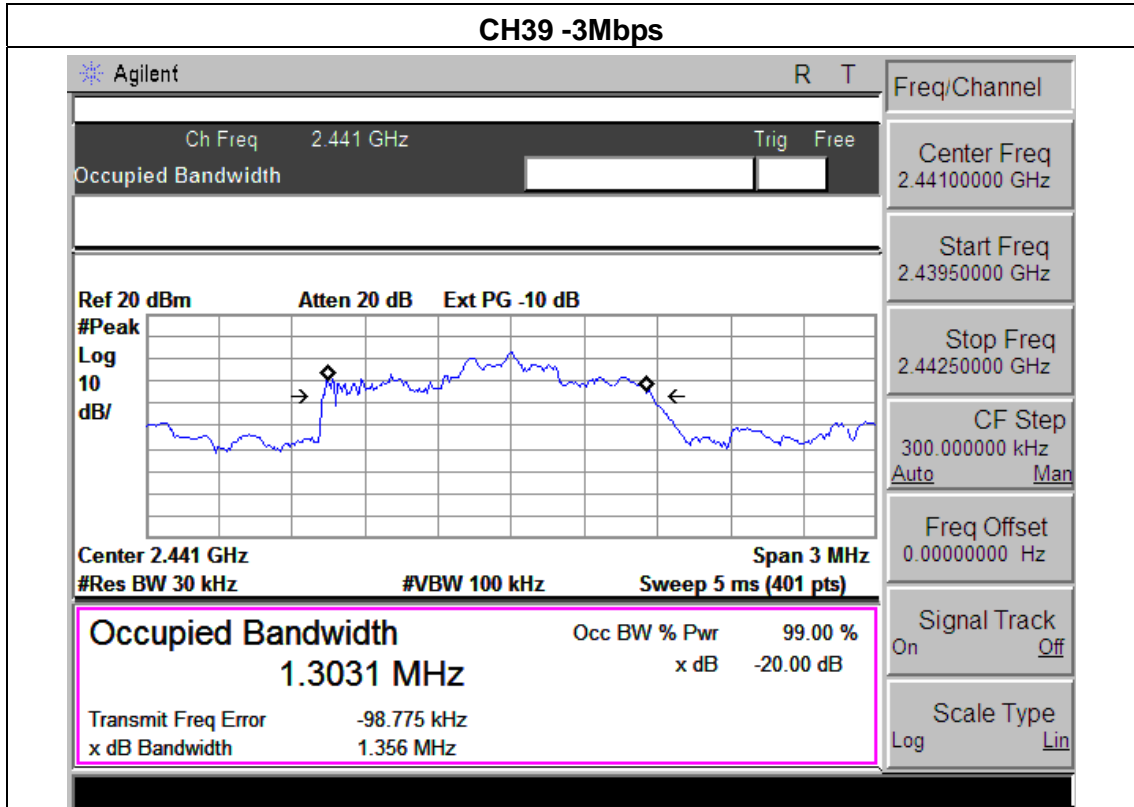 CH39 -3Mbps
Agilent R T
Ch Freq 2.441 GHz Trig Free
Occupied Bandwidth
Ref 20 dBm Atten 20 dB Ext PG -10 dB
#Peak
Log
10
dB/
Center 2.441 GHz Span 3 MHz
#Res BW 30 kHz #VBW 100 kHz Sweep 5 ms (401 pts)
Occupied Bandwidth Occ BW % Pwr 99.00 %
1.3031 MHz x dB -20.00 dB
Transmit Freq Error -98.775 kHz
x dB Bandwidth 1.356 MHz
Freq/Channel
Center Freq
2.44100000 GHz
Start Freq
2.43950000 GHz
Stop Freq
2.44250000 GHz
CF Step
300.000000 kHz
Auto Man
Freq Offset
0.00000000 Hz
Signal Track
On Off
Scale Type
Log Lin